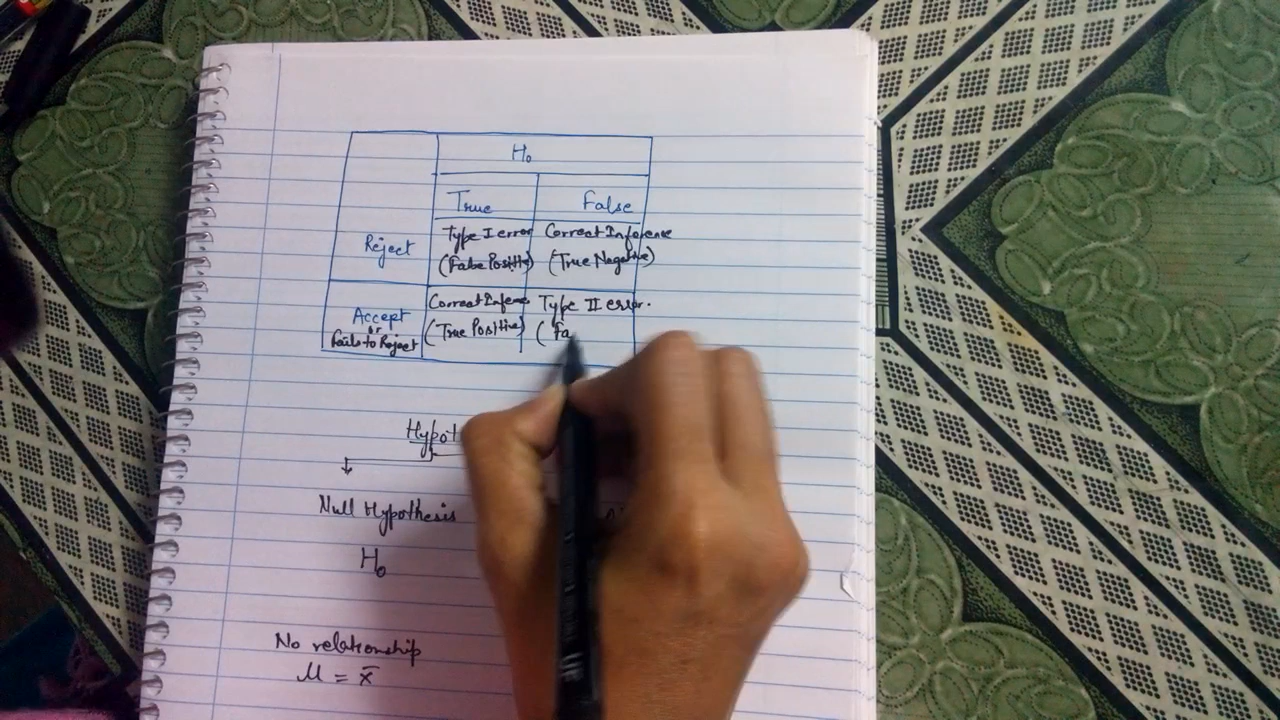 H₀
True False
Reject
Type I error
(False Positive)
Correct Inference
(True Negative)
Accept
or
fails to Reject
Correct Infeence
(True Positive)
Type II error.
( Fa
Hypot
Null Hypothesis
H₀
No relationship
μ = x̄